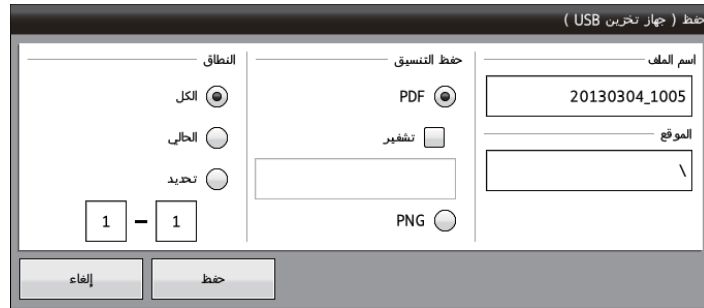 حفظ ( جهاز تخزين USB )
اسم الملف
20130304_1005
الموقع
\
حفظ التنسيق
PDF
تشفير
PNG
النطاق
الكل
الحالي
تحديد
1 – 1
حفظ
إلغاء